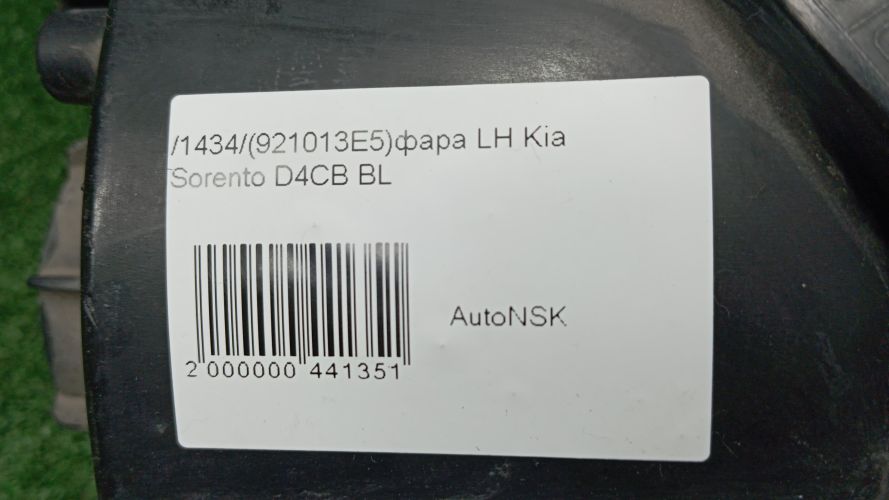 /1434/(921013E5)фара LH Kia
Sorento D4CB BL
AutoNSK
2 000000 441351